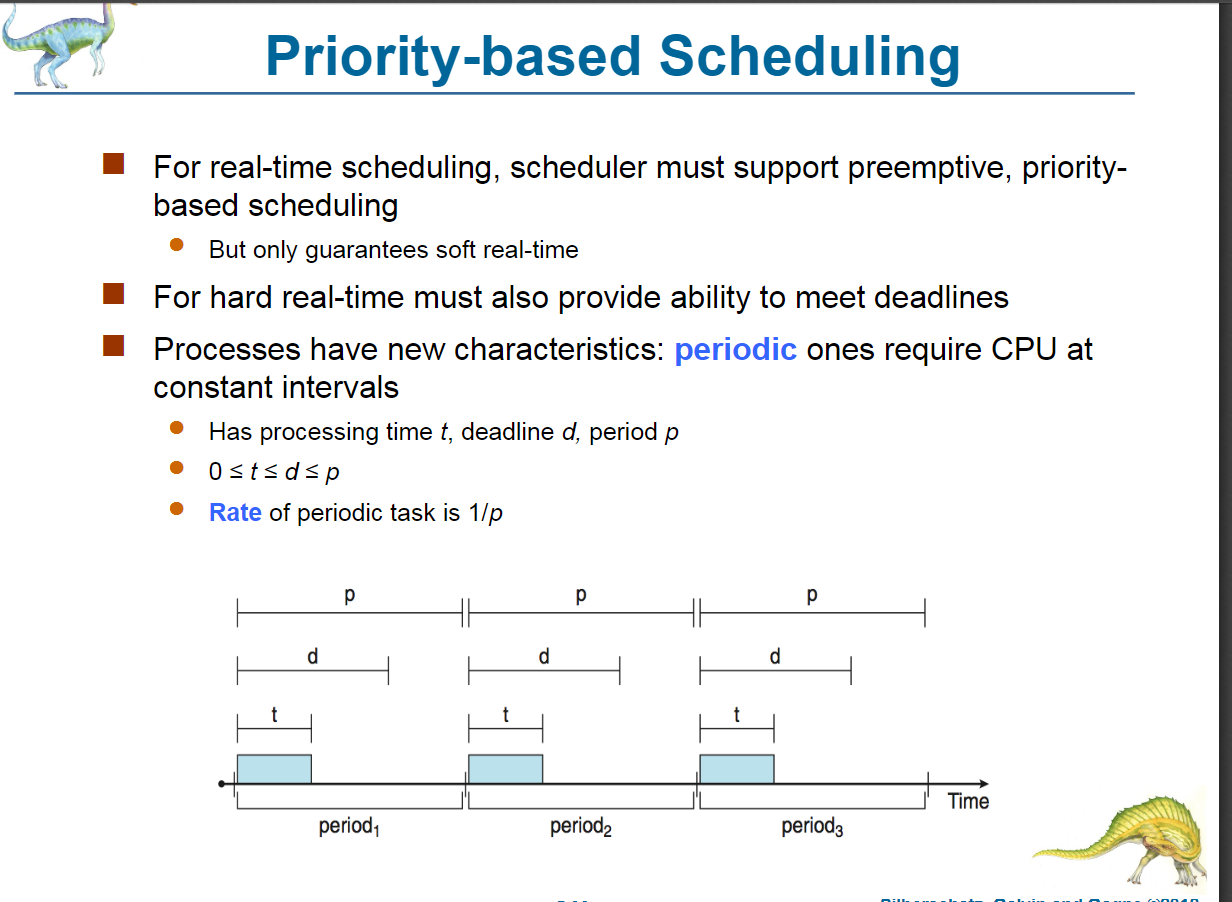 Priority-based Scheduling
For real-time scheduling, scheduler must support preemptive, priority-
based scheduling
But only guarantees soft real-time
For hard real-time must also provide ability to meet deadlines
Processes have new characteristics: periodic ones require CPU at
constant intervals
Has processing time t, deadline d, period p
0 ≤ t ≤ d ≤ p
Rate of periodic task is 1/p
p p p
d d d
t t t
Time
period₁ period₂ period₃